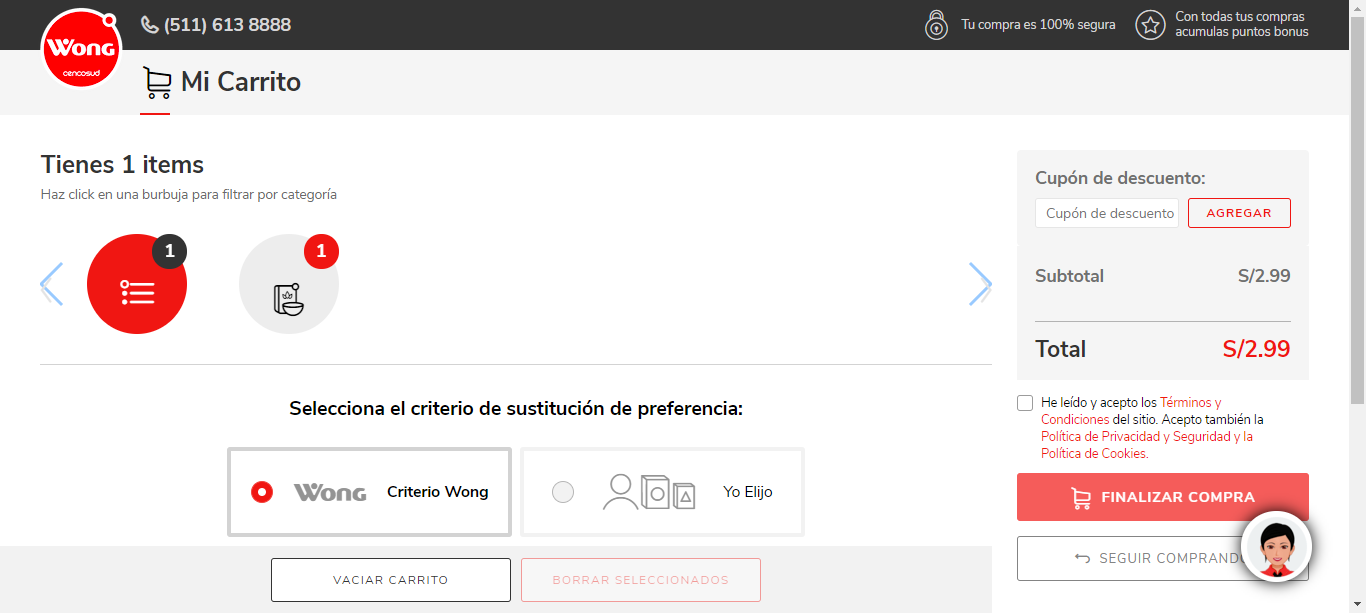 (511) 613 8888
Tu compra es 100% segura
Con todas tus compras
acumulas puntos bonus
Wong
cencosud
Mi Carrito
Tienes 1 items
Haz click en una burbuja para filtrar por categoría
1
1
Selecciona el criterio de sustitución de preferencia:
Wong
Criterio Wong
Yo Elijo
VACIAR CARRITO
BORRAR SELECCIONADOS
Cupón de descuento:
Cupón de descuento
AGREGAR
Subtotal
S/2.99
Total
S/2.99
He leído y acepto los Términos y
Condiciones del sitio. Acepto también la
Política de Privacidad y Seguridad y la
Política de Cookies.
FINALIZAR COMPRA
SEGUIR COMPRANDO